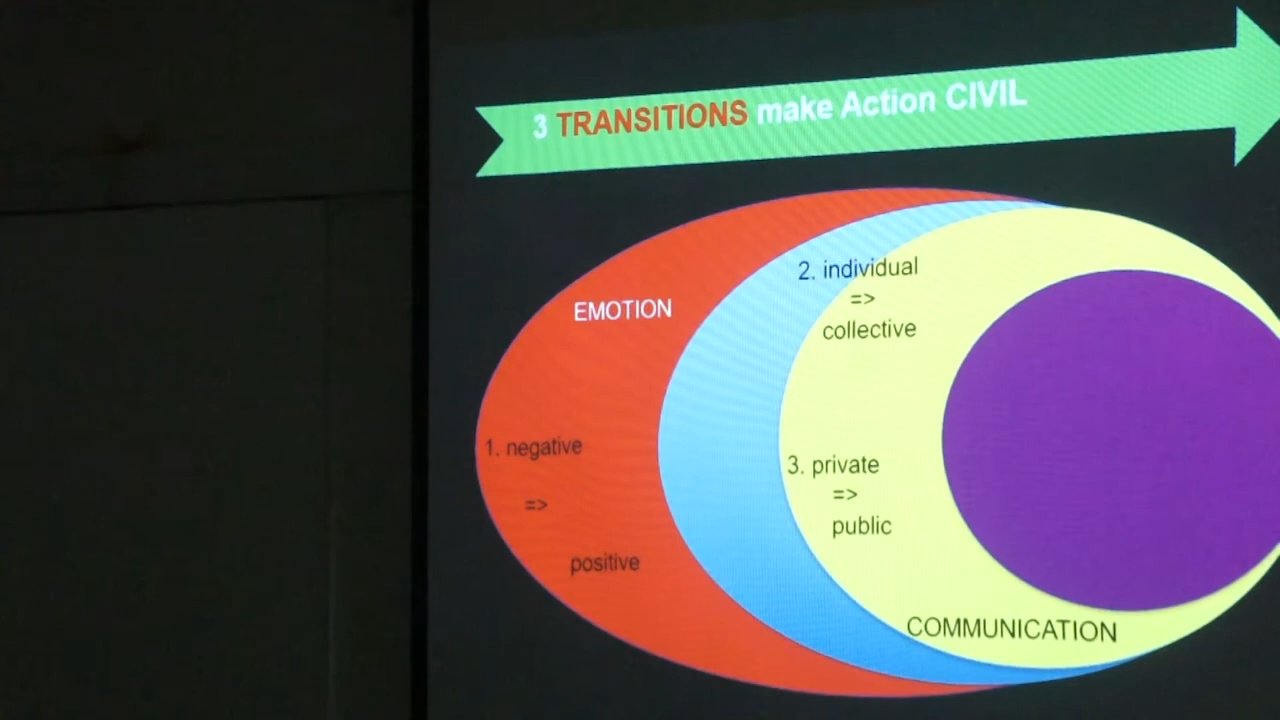 3 TRANSITIONS make Action CIVIL
EMOTION
2. individual
=>
collective
1. negative
=>
positive
3. private
=>
public
COMMUNICATION